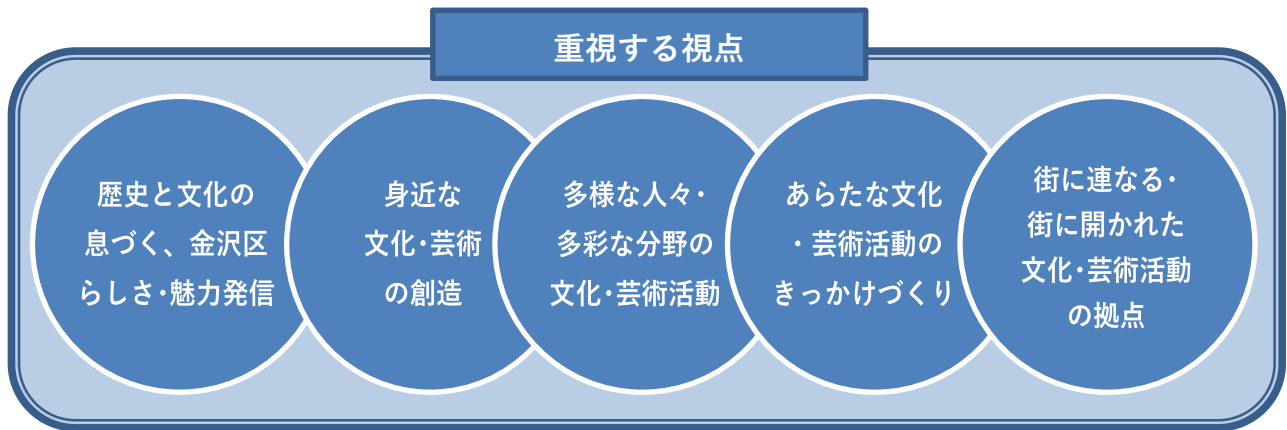 重視する視点
歴史と文化の
息づく、金沢区
らしさ・魅力発信
身近な
文化・芸術
の創造
多様な人々・
多彩な分野の
文化・芸術活動
あらたな文化
・芸術活動の
きっかけづくり
街に連なる・
街に開かれた
文化・芸術活動
の拠点